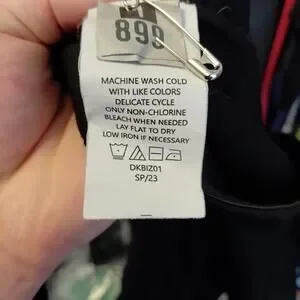 899
MACHINE WASH COLD
WITH LIKE COLORS
DELICATE CYCLE
ONLY NON-CHLORINE
BLEACH WHEN NEEDED
LAY FLAT TO DRY
LOW IRON IF NECESSARY
DKBIZ01
SP/23